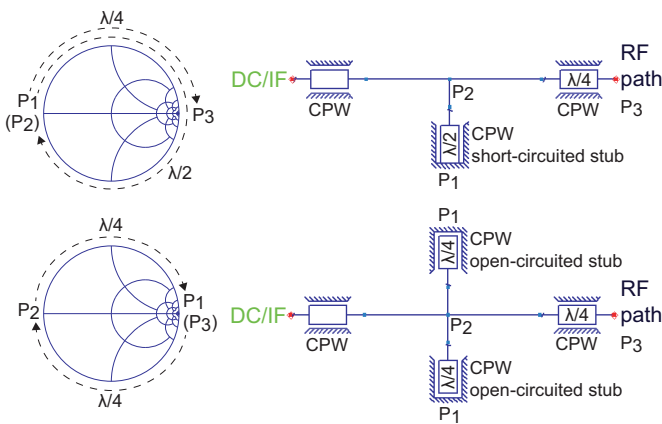 λ/4
P1
(P2)
P3
λ/2
DC/IF
CPW
P2
λ/4
CPW
RF
path
P3
λ/2
CPW
short-circuited stub
P1
λ/4
P2
P1
(P3)
λ/4
P1
λ/4
CPW
open-circuited stub
DC/IF
CPW
P2
λ/4
CPW
RF
path
P3
λ/4
CPW
open-circuited stub
P1